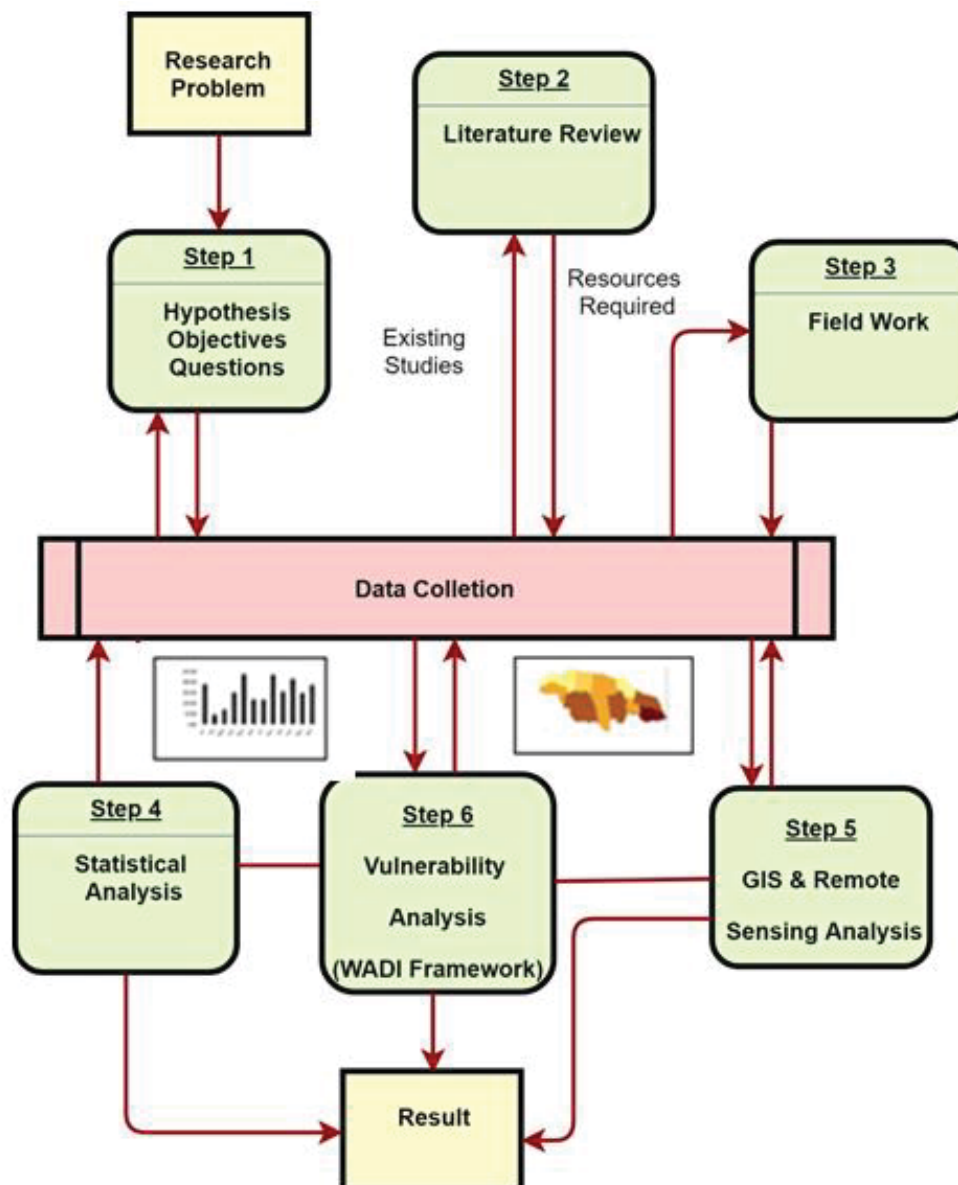 Research
Problem
Step 2
Literature Review
Step 1
Hypothesis
Objectives
Questions
Step 3
Field Work
Existing
Studies
Resources
Required
Data Colletion
Step 4
Statistical
Analysis
Step 6
Vulnerability
Analysis
(WADI Framework)
Step 5
GIS & Remote
Sensing Analysis
Result